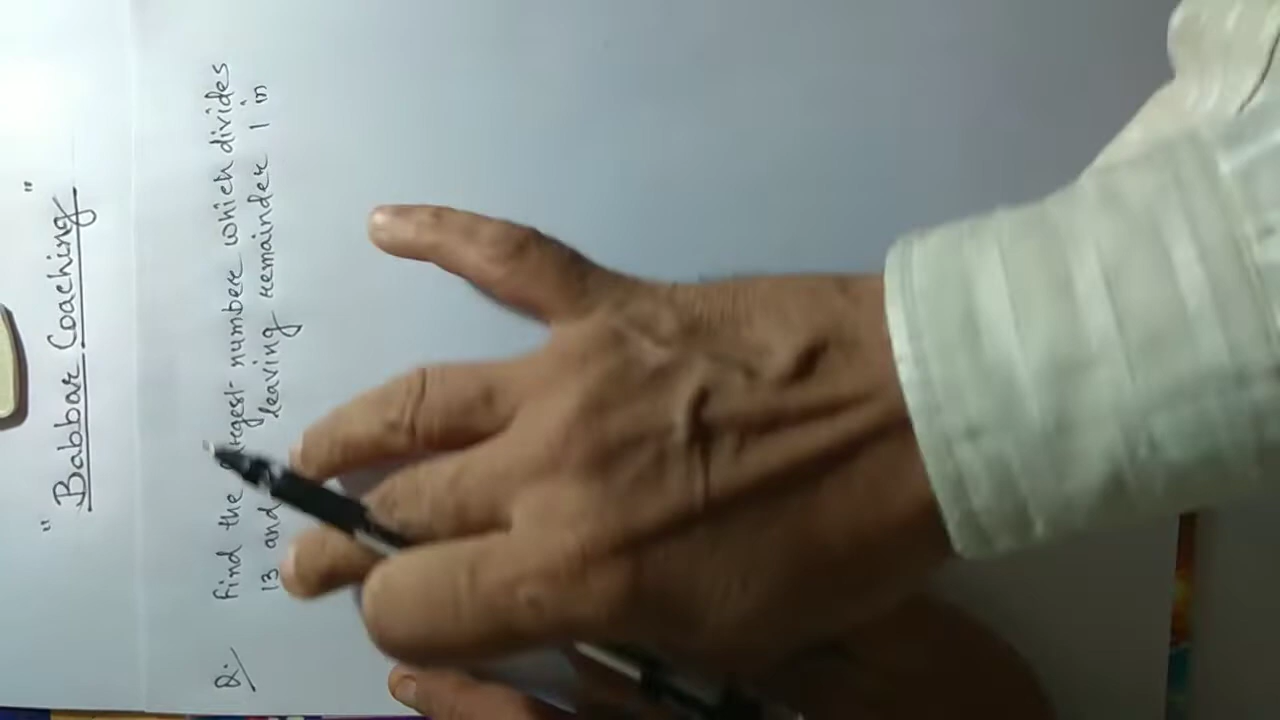 "Babbar Coaching"
Q. Find the number which divides
13 and leaving remainder 1 in